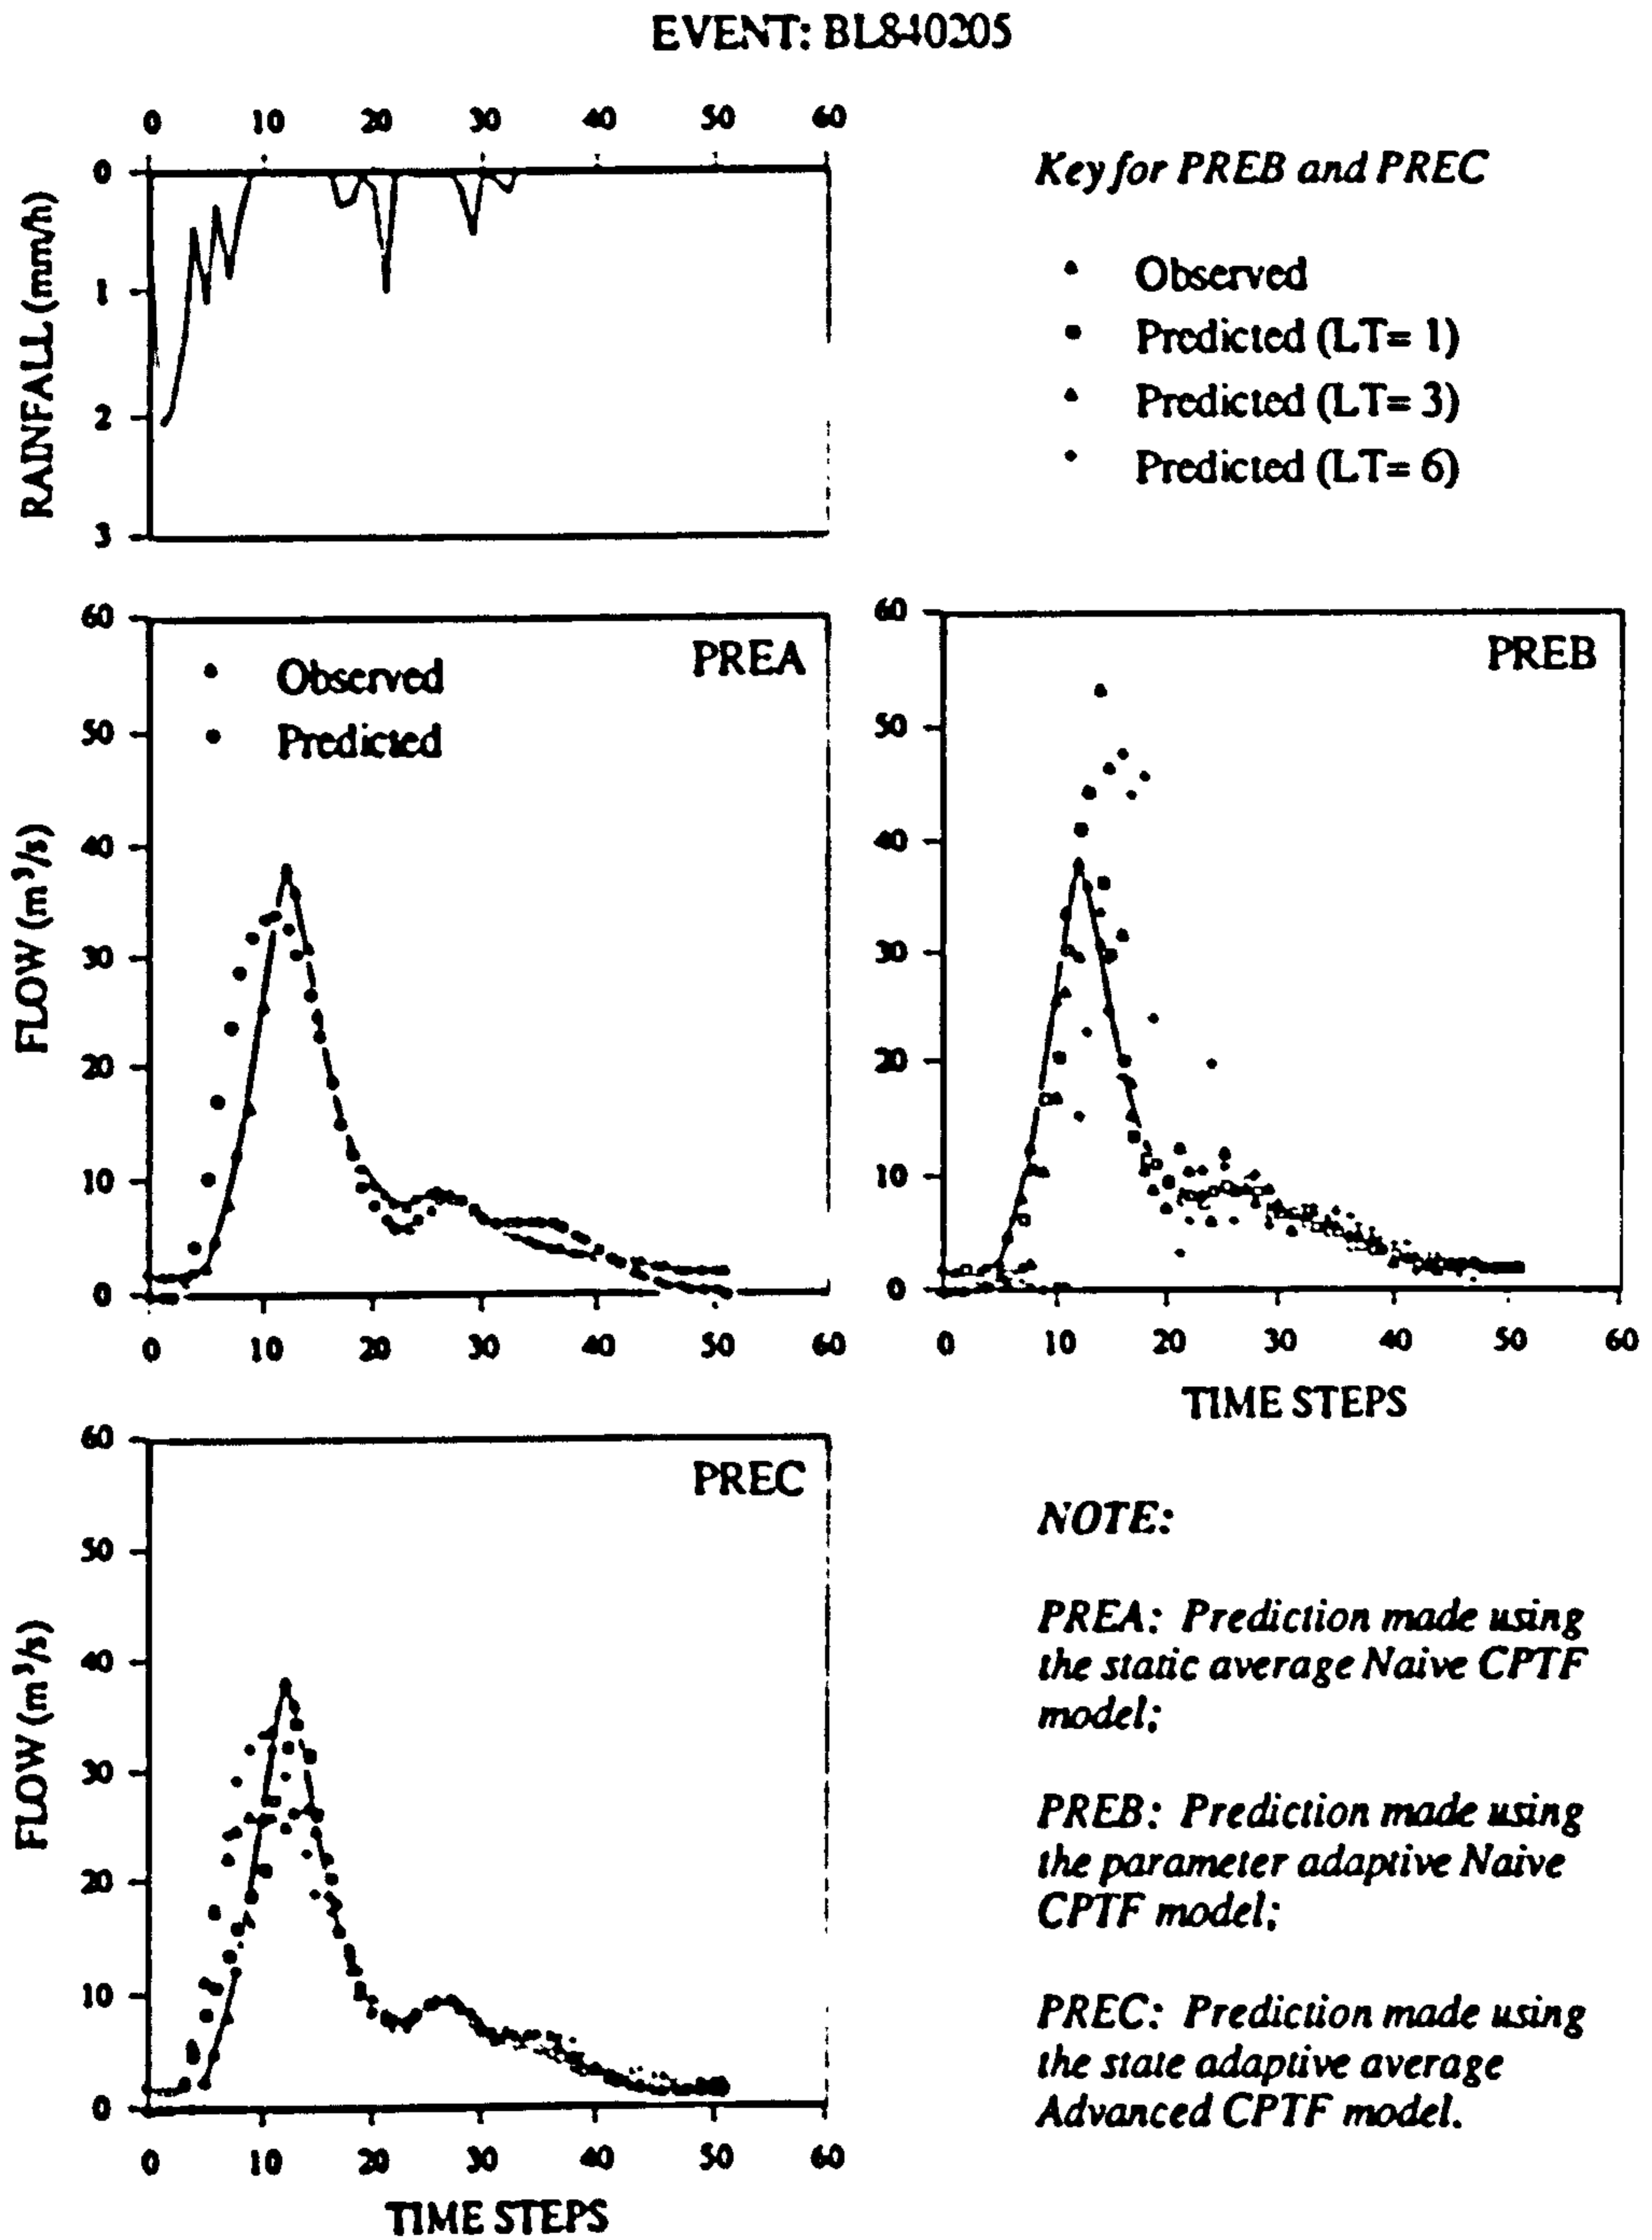 EVENT: BL840205
0 10 20 30 40 50 60
RAINFALL (mm/h)
0
1
2
3
Key for PREB and PREC
Observed
Predicted (LT= 1)
Predicted (LT= 3)
Predicted (LT= 6)
FLOW (m³/s)
60
50
40
30
20
10
0
PREA
Observed
Predicted
0 10 20 30 40 50 60
60
50
40
30
20
10
0
PREB
0 10 20 30 40 50 60
TIME STEPS
FLOW (m³/s)
60
50
40
30
20
10
0
PREC
0 10 20 30 40 50 60
TIME STEPS
NOTE:
PREA: Prediction made using
the static average Naive CPTF
model;
PREB: Prediction made using
the parameter adaptive Naive
CPTF model;
PREC: Prediction made using
the state adaptive average
Advanced CPTF model.